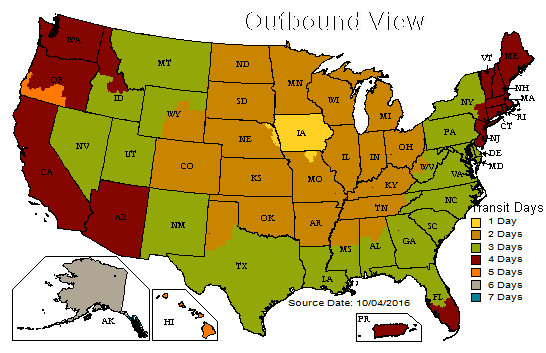 Outbound View
WA
MT
ND
MN
VT
ME
OR
ID
SD
WI
MI
NY
NH
MA
WY
RI
CT
NV
UT
NE
IA
PA
NJ
CO
IL
IN
OH
DE
MD
CA
KS
MO
WV
VA
KY
AZ
NM
OK
AR
TN
NC
SC
TX
LA
MS
AL
GA
FL
Transit Days
1 Day
2 Days
3 Days
4 Days
5 Days
6 Days
7 Days
Source Date: 10/04/2016
AK
HI
PR